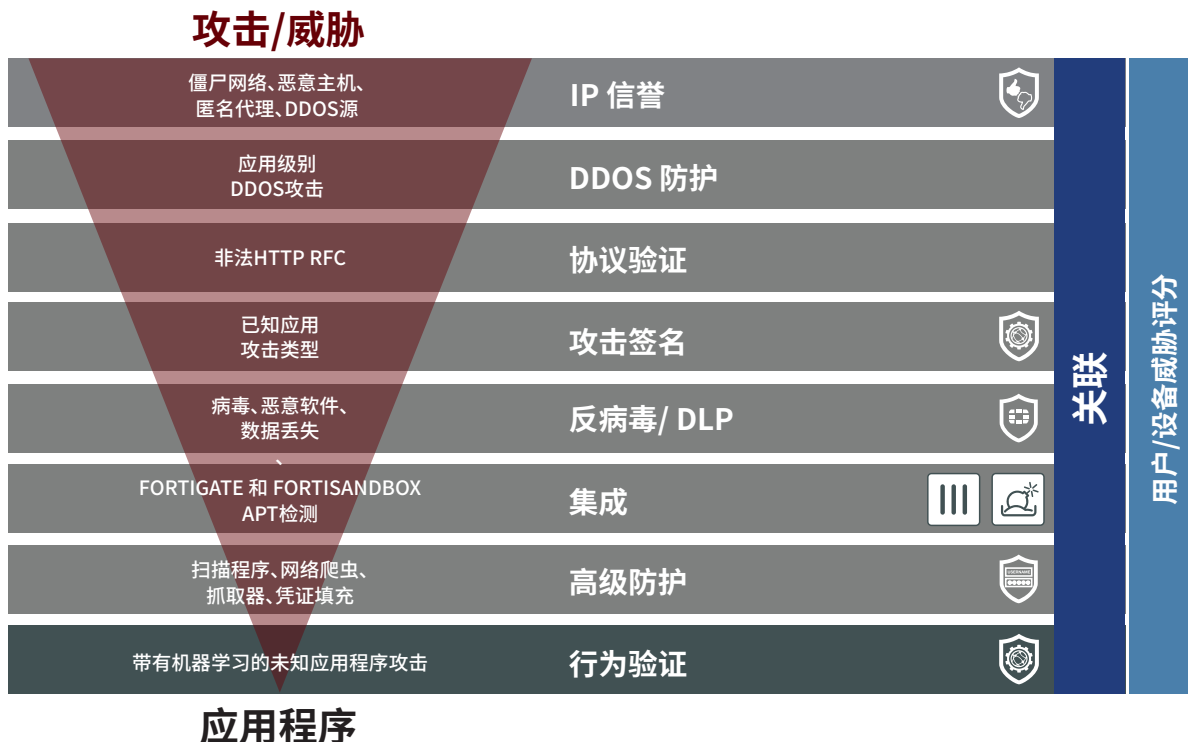 攻击/威胁
僵尸网络、恶意主机、
匿名代理、DDOS源
IP 信誉
应用级别
DDOS攻击
DDOS 防护
非法HTTP RFC
协议验证
已知应用
攻击类型
攻击签名
病毒、恶意软件、
数据丢失
、
反病毒/ DLP
FORTIGATE 和 FORTISANDBOX
APT检测
集成
扫描程序、网络爬虫、
抓取器、凭证填充
高级防护
USERNAME
带有机器学习的未知应用程序攻击
行为验证
应用程序
关联
用户/设备威胁评分